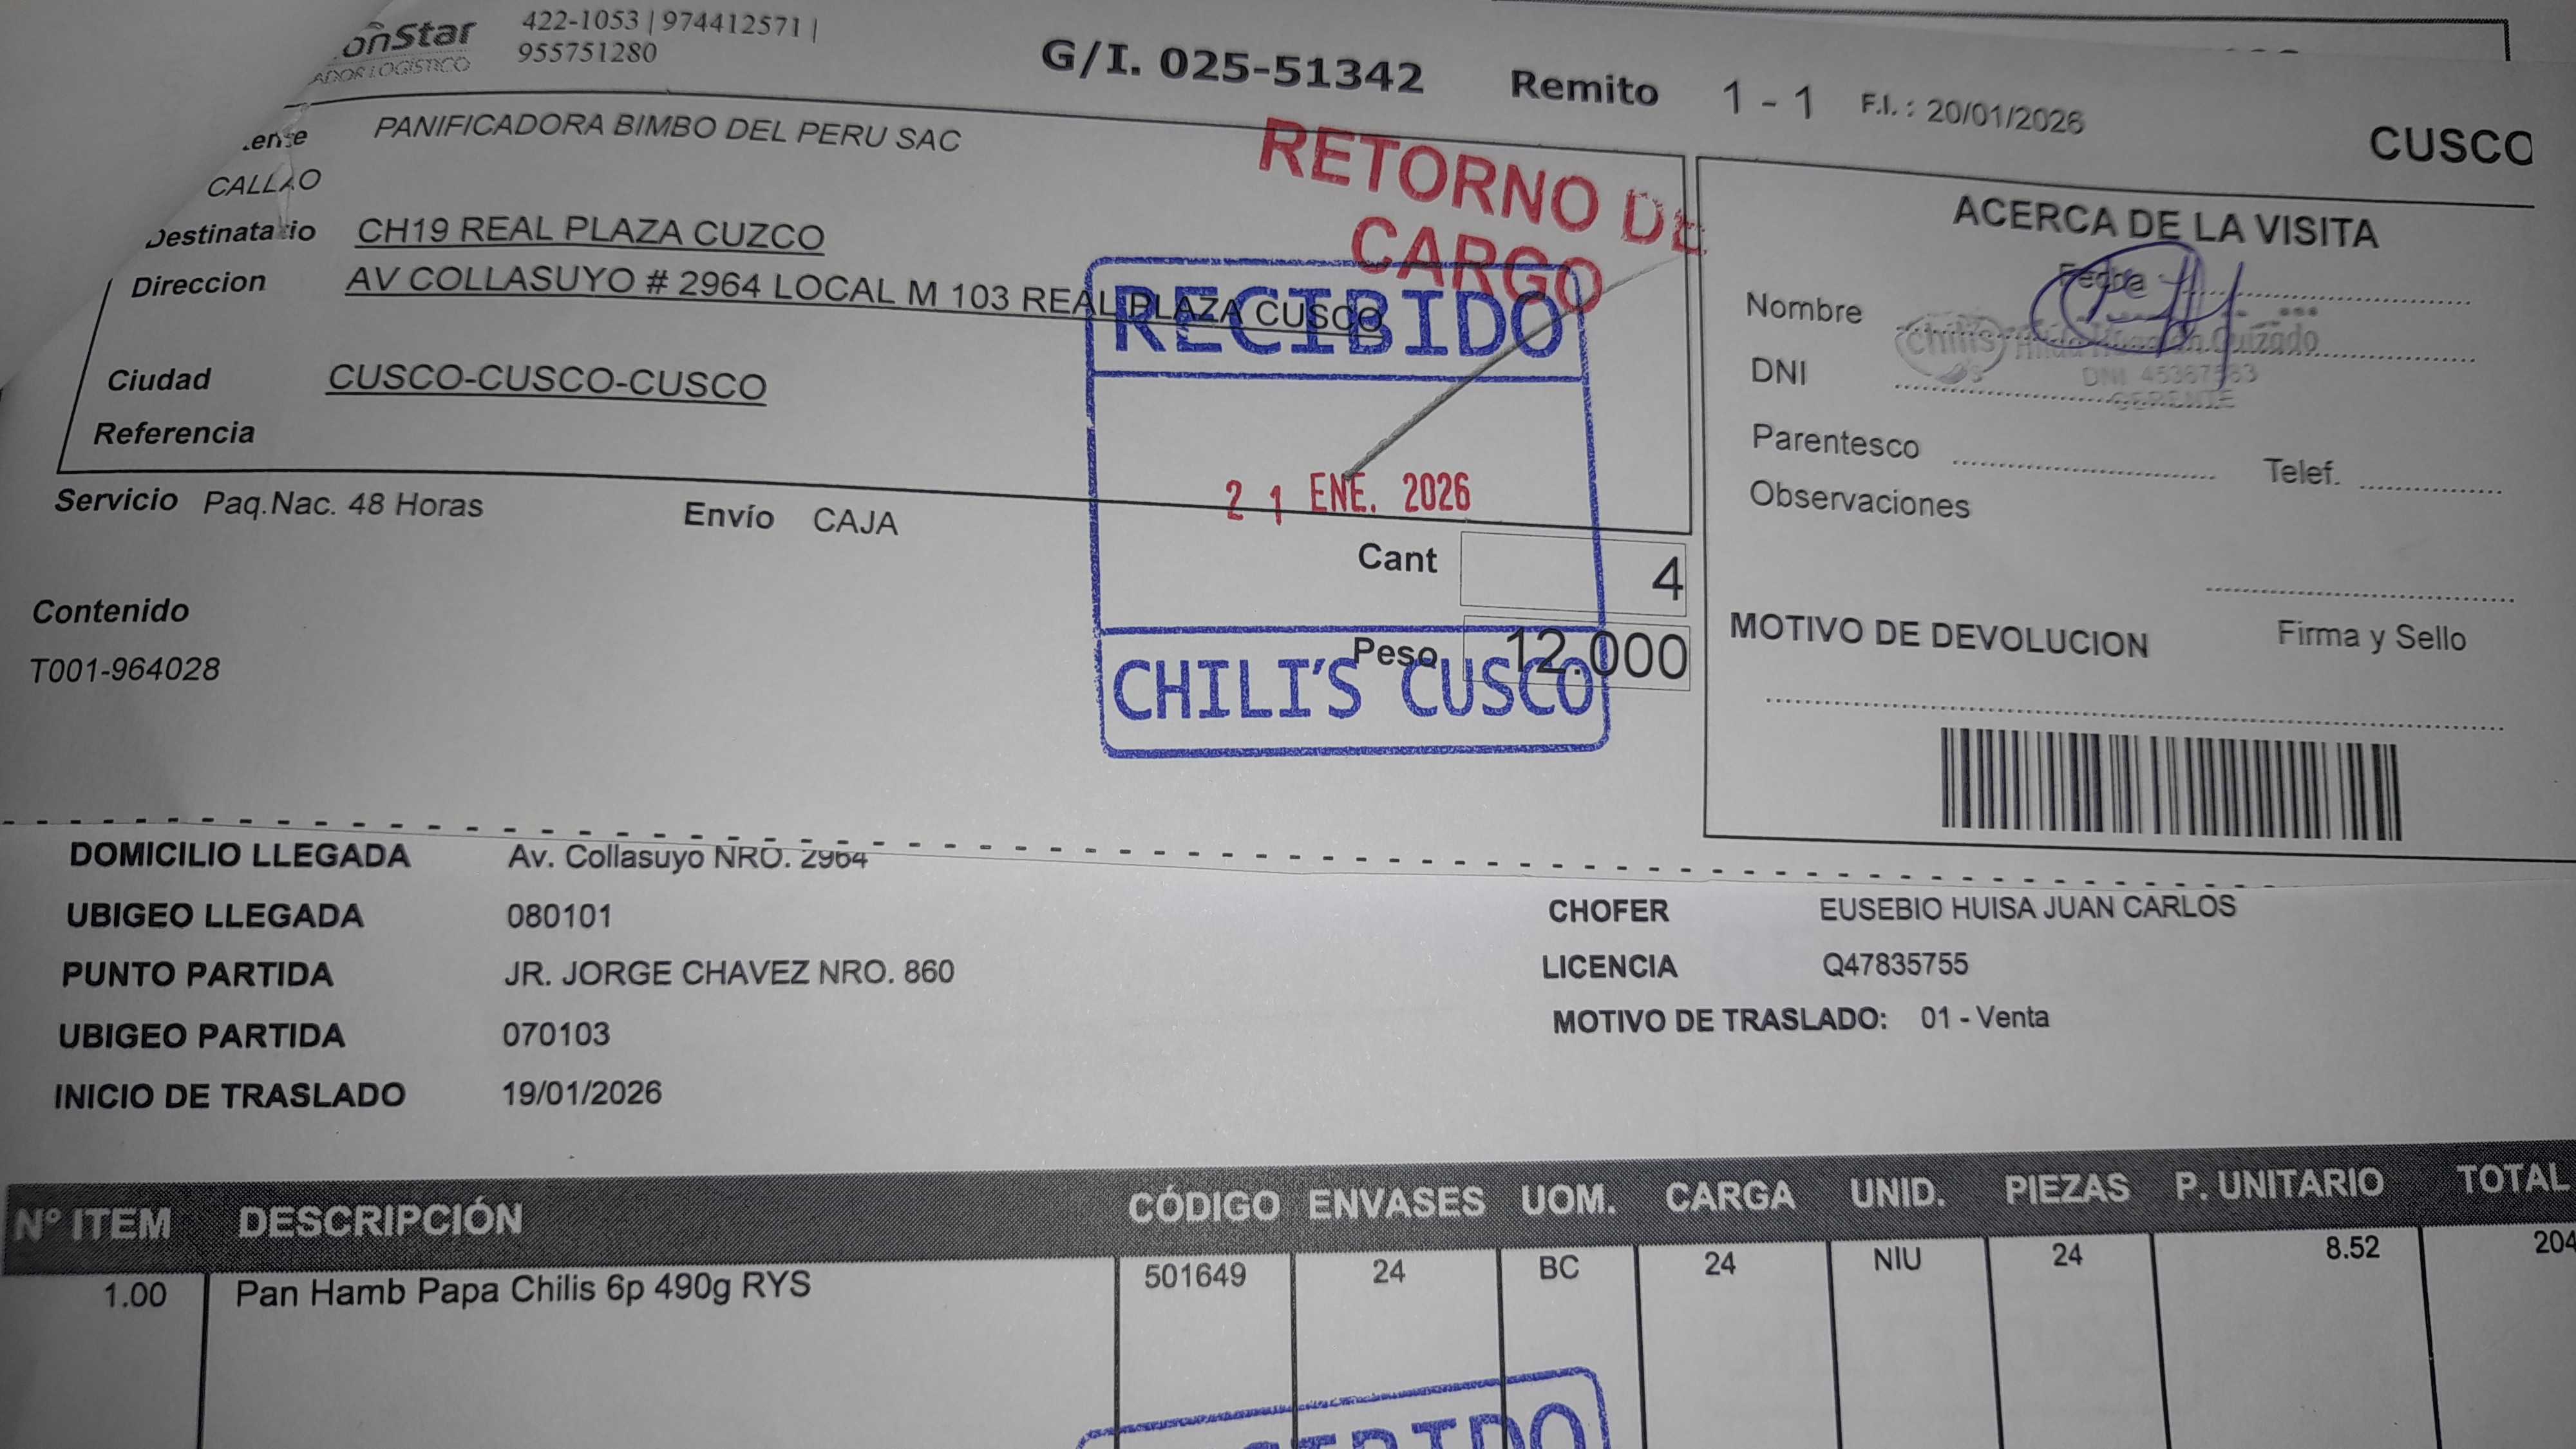 onStar
ADOR LOGISTICO
422-1053 | 974412571 |
955751280
G/I. 025-51342 Remito 1 - 1 F.I. : 20/01/2026
CUSCO
PANIFICADORA BIMBO DEL PERU SAC
CALLAO
RETORNO DE
CARGO
Destinatario CH19 REAL PLAZA CUZCO
Direccion AV COLLASUYO # 2964 LOCAL M 103 REAL PLAZA CUSCO
Ciudad CUSCO-CUSCO-CUSCO
Referencia
RECIBIDO
21 ENE. 2026
CHILI'S CUSCO
Servicio Paq.Nac. 48 Horas Envío CAJA
Cant 4
Peso 12.000
Contenido
T001-964028
ACERCA DE LA VISITA
Fecha
Nombre
Chilis
DNI
GERENTE
Parentesco Telef.
Observaciones
MOTIVO DE DEVOLUCION Firma y Sello
DOMICILIO LLEGADA Av. Collasuyo NRO. 2964
UBIGEO LLEGADA 080101
PUNTO PARTIDA JR. JORGE CHAVEZ NRO. 860
UBIGEO PARTIDA 070103
INICIO DE TRASLADO 19/01/2026
CHOFER EUSEBIO HUISA JUAN CARLOS
LICENCIA Q47835755
MOTIVO DE TRASLADO: 01 - Venta
Nº ITEM DESCRIPCIÓN CÓDIGO ENVASES UOM. CARGA UNID. PIEZAS P. UNITARIO TOTAL
1.00 Pan Hamb Papa Chilis 6p 490g RYS 501649 24 BC 24 NIU 24 8.52 204